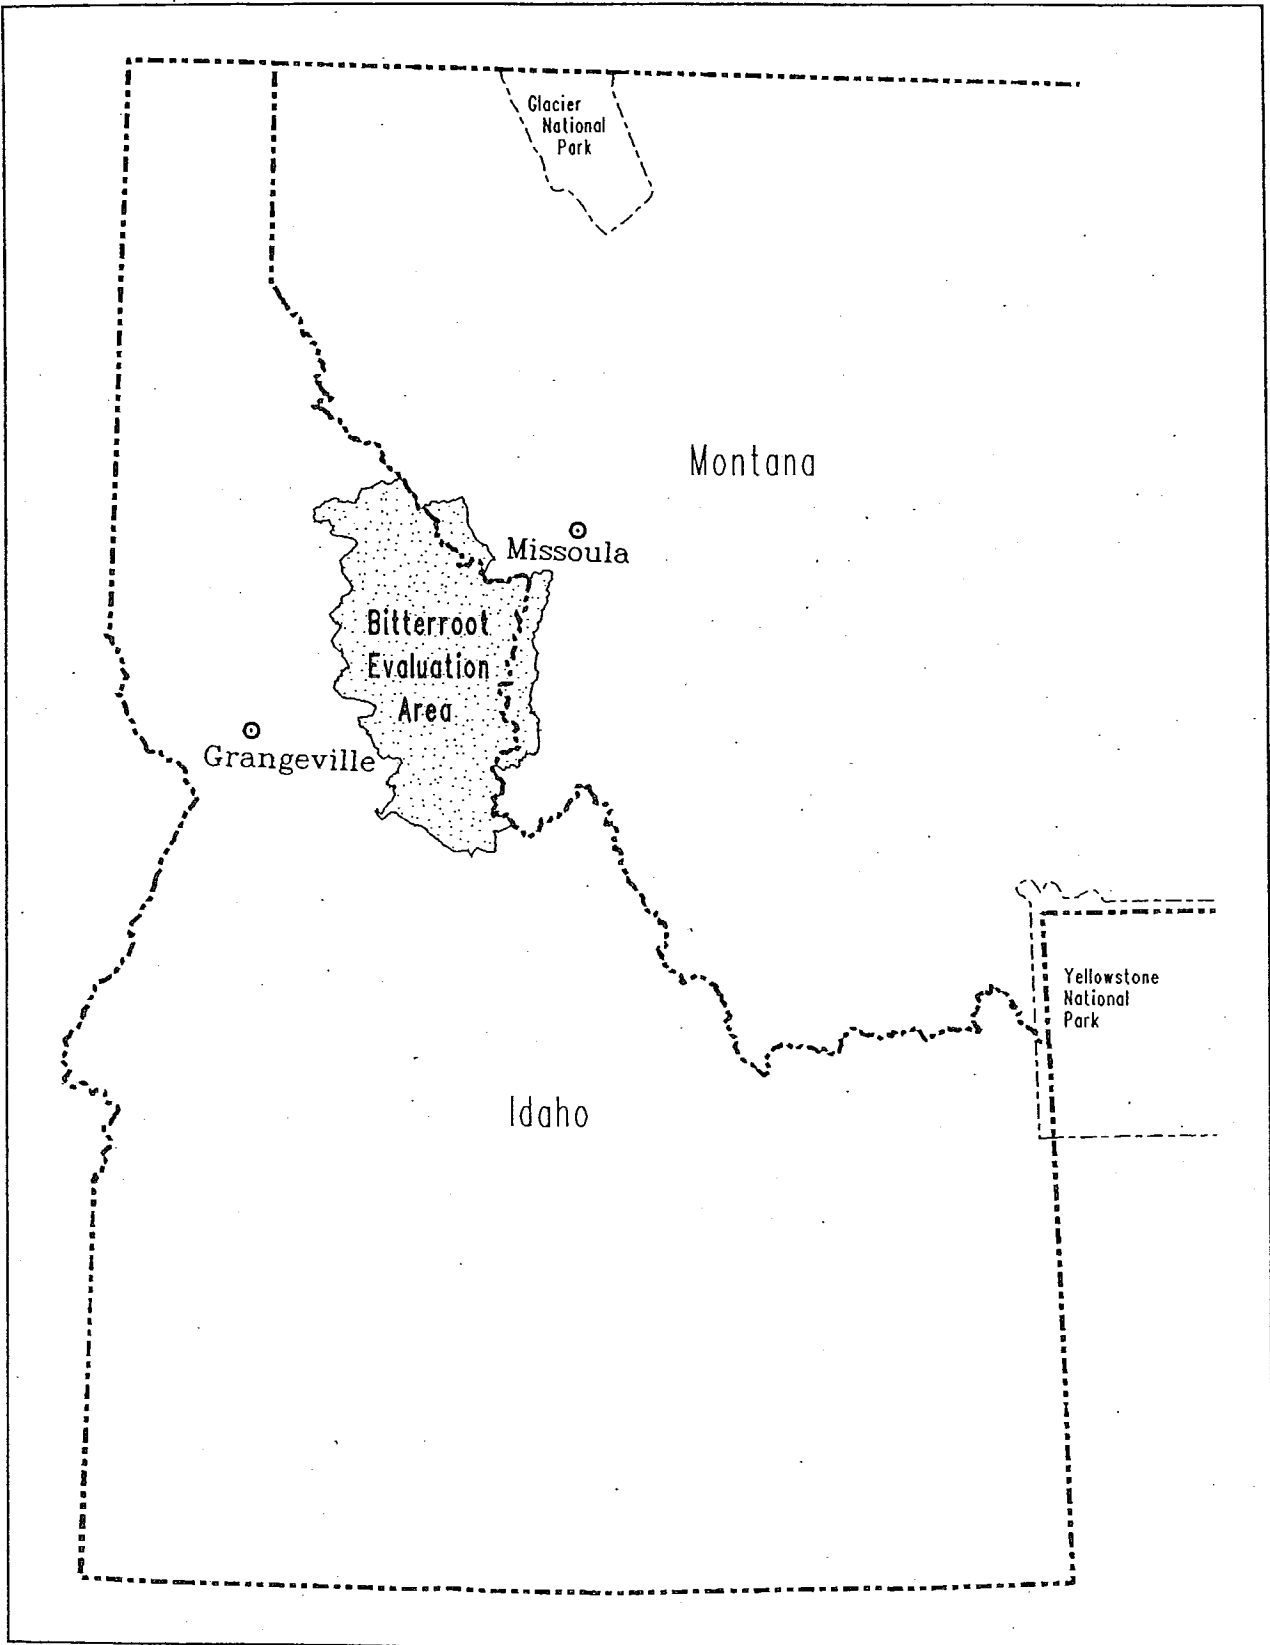 Glacier
National
Park
Montana
Missoula
Bitterroot
Evaluation
Area
Grangeville
Yellowstone
National
Park
Idaho